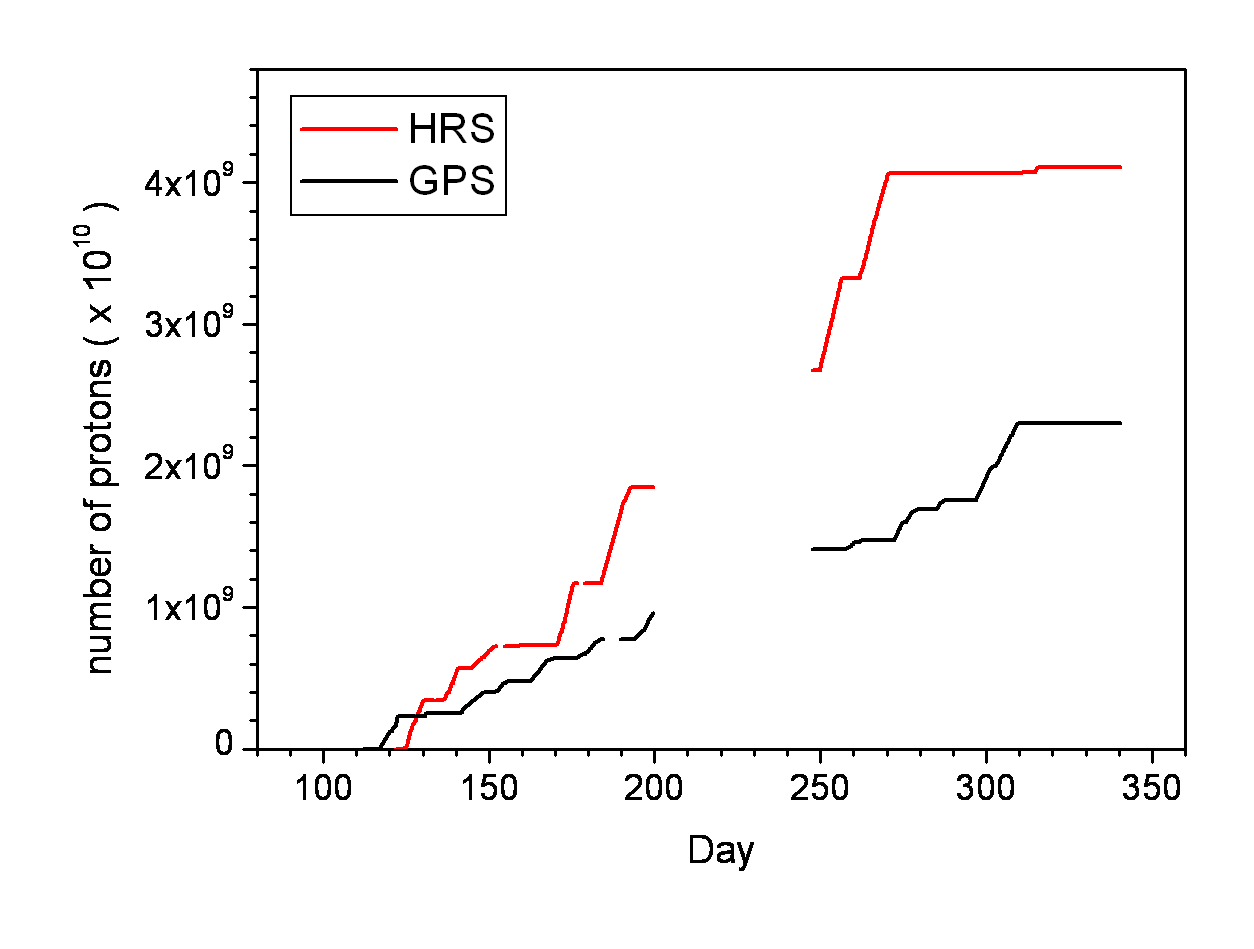 HRS
GPS
4x10⁹
3x10⁹
2x10⁹
1x10⁹
0
number of protons ( x 10¹⁰ )
100 150 200 250 300 350
Day